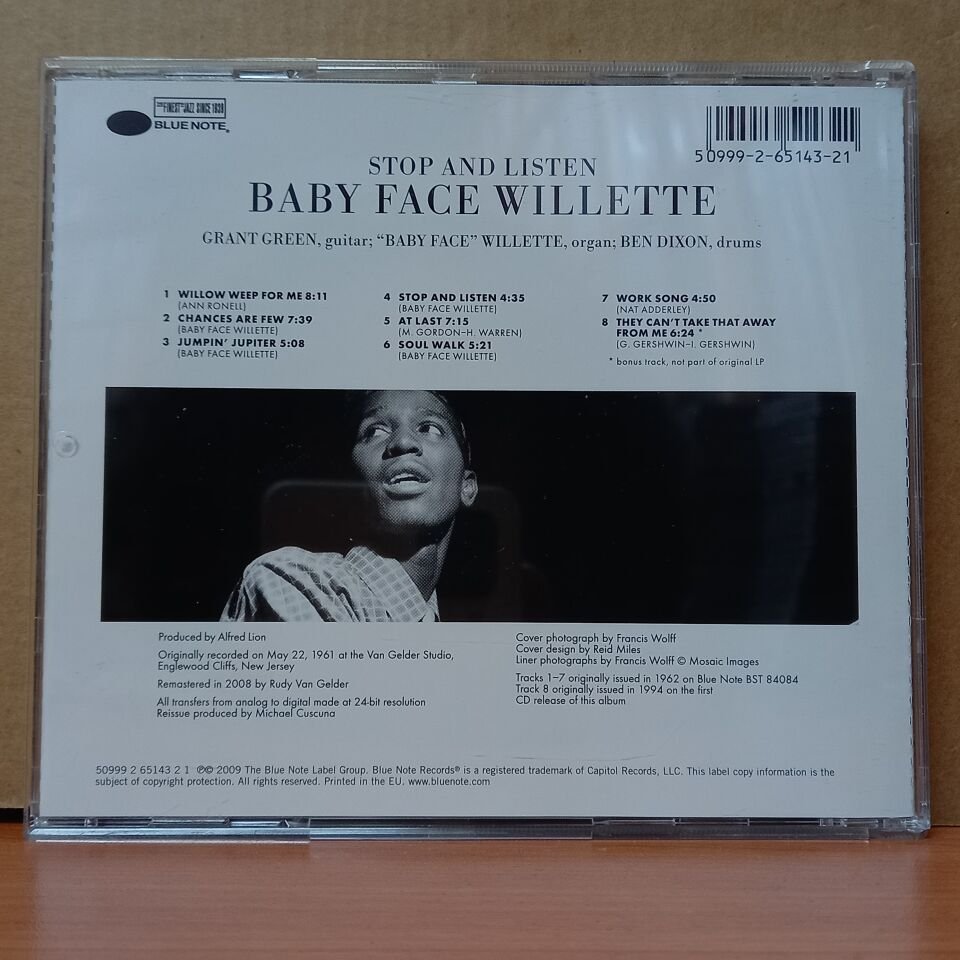 THE FINEST IN JAZZ SINCE 1939
BLUE NOTE®
5 0999-2-65143-21
STOP AND LISTEN
BABY FACE WILLETTE
GRANT GREEN, guitar; “BABY FACE” WILLETTE, organ; BEN DIXON, drums
1 WILLOW WEEP FOR ME 8:11
(ANN RONELL)
2 CHANCES ARE FEW 7:39
(BABY FACE WILLETTE)
3 JUMPIN’ JUPITER 5:08
(BABY FACE WILLETTE)
4 STOP AND LISTEN 4:35
(BABY FACE WILLETTE)
5 AT LAST 7:15
(M. GORDON–H. WARREN)
6 SOUL WALK 5:21
(BABY FACE WILLETTE)
7 WORK SONG 4:50
(NAT ADDERLEY)
8 THEY CAN’T TAKE THAT AWAY
FROM ME 6:24 *
(G. GERSHWIN–I. GERSHWIN)
* bonus track, not part of original LP
Produced by Alfred Lion
Originally recorded on May 22, 1961 at the Van Gelder Studio,
Englewood Cliffs, New Jersey
Remastered in 2008 by Rudy Van Gelder
All transfers from analog to digital made at 24-bit resolution
Reissue produced by Michael Cuscuna
Cover photograph by Francis Wolff
Cover design by Reid Miles
Liner photographs by Francis Wolff © Mosaic Images
Tracks 1–7 originally issued in 1962 on Blue Note BST 84084
Track 8 originally issued in 1994 on the first
CD release of this album
50999 2 65143 2 1 ℗© 2009 The Blue Note Label Group. Blue Note Records® is a registered trademark of Capitol Records, LLC. This label copy information is the
subject of copyright protection. All rights reserved. Printed in the EU. www.bluenote.com